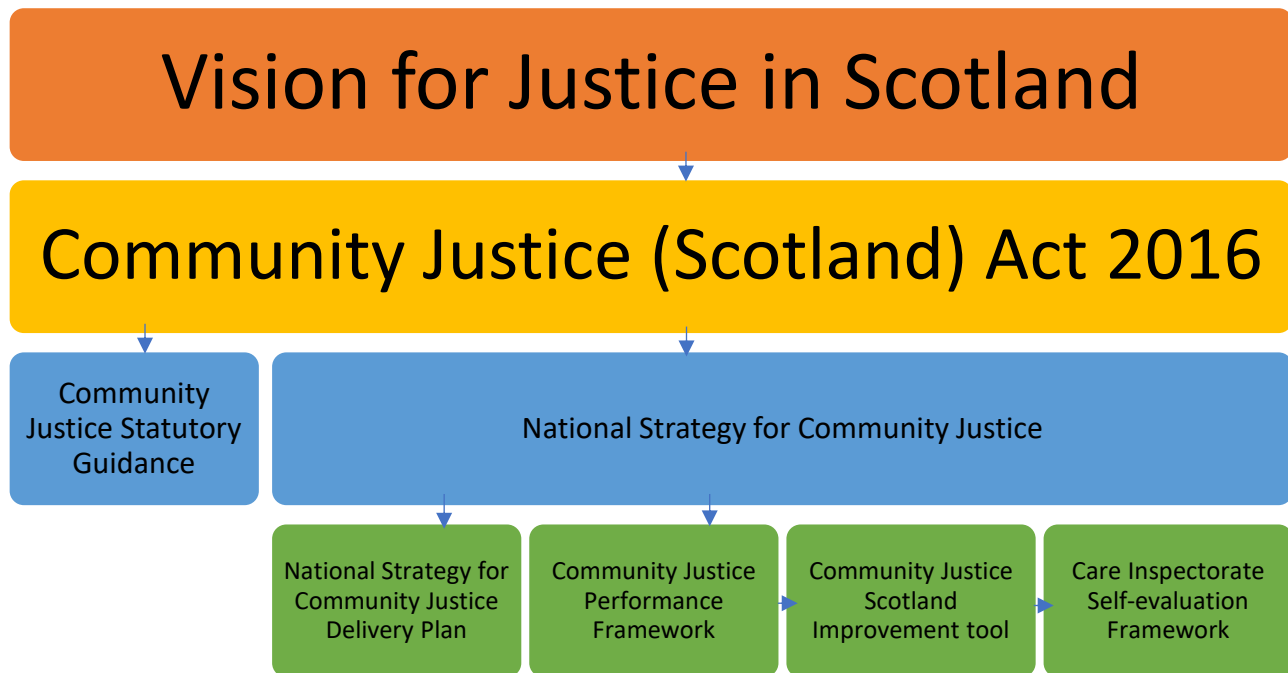 Vision for Justice in Scotland
Community Justice (Scotland) Act 2016
Community
Justice Statutory
Guidance
National Strategy for Community Justice
National Strategy for
Community Justice
Delivery Plan
Community Justice
Performance
Framework
Community Justice
Scotland
Improvement tool
Care Inspectorate
Self-evaluation
Framework